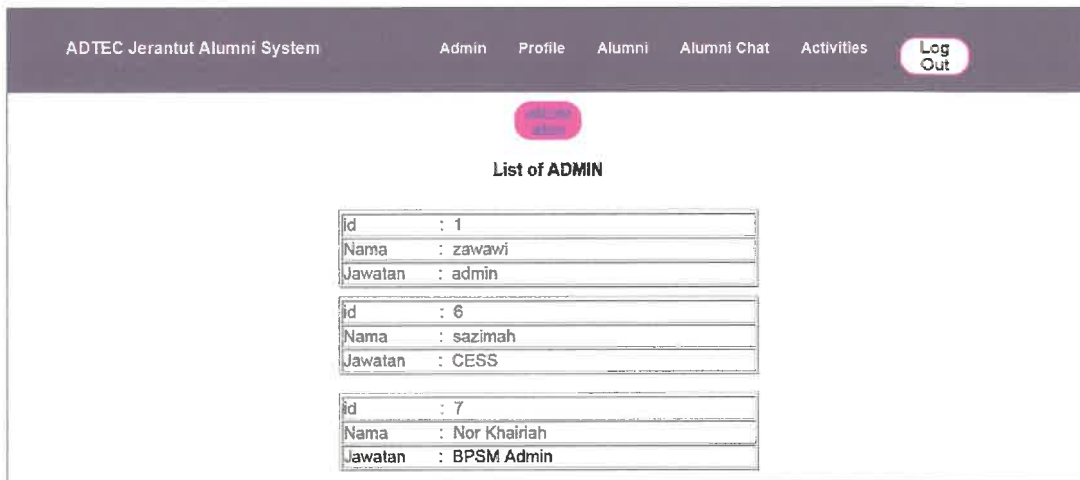 ADTEC Jerantut Alumni System Admin Profile Alumni Alumni Chat Activities Log Out
List of ADMIN
id : 1
Nama : zawawi
Jawatan : admin
id : 6
Nama : sazimah
Jawatan : CESS
id : 7
Nama : Nor Khairiah
Jawatan : BPSM Admin